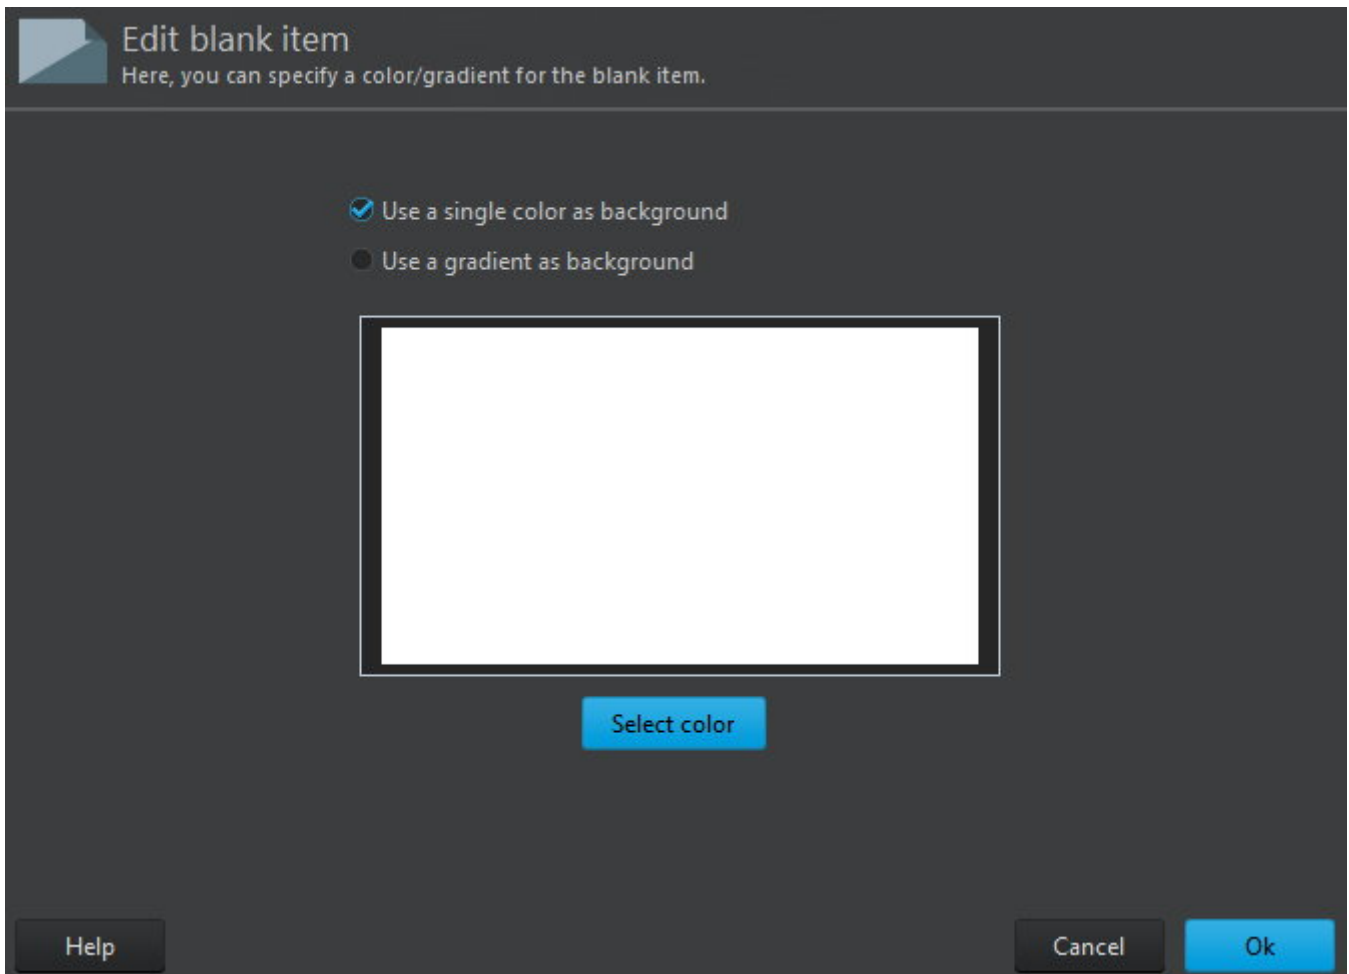 Edit blank item
Here, you can specify a color/gradient for the blank item.
Use a single color as background
Use a gradient as background
Select color
Help
Cancel
Ok